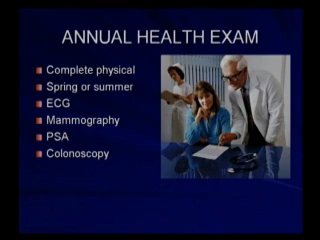 ANNUAL HEALTH EXAM
Complete physical
Spring or summer
ECG
Mammography
PSA
Colonoscopy